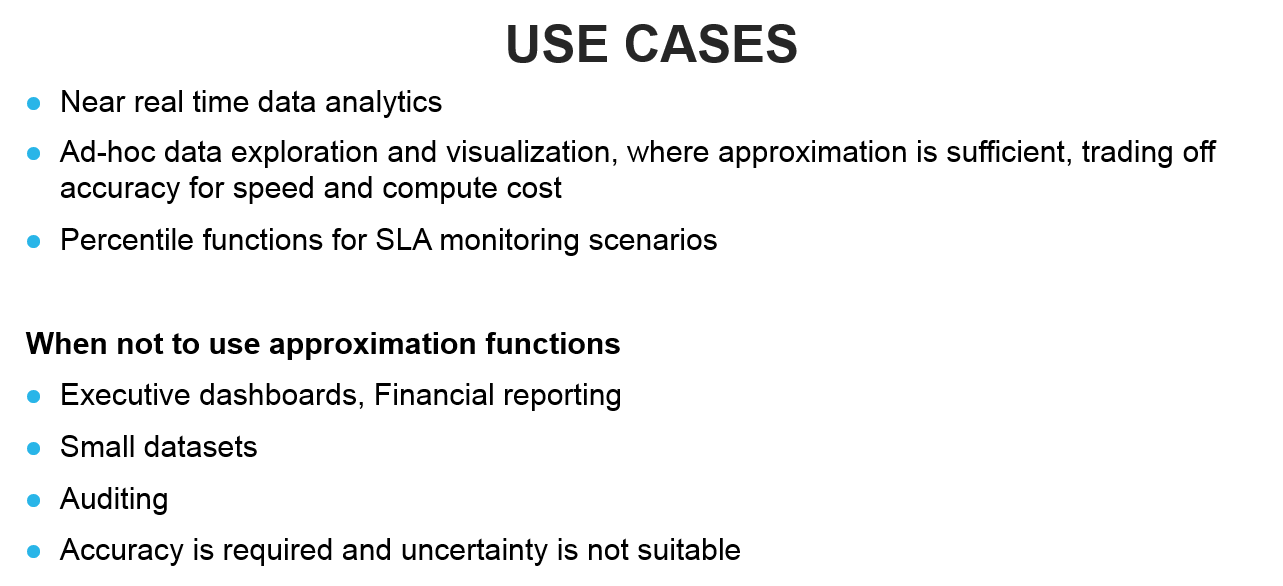 USE CASES
Near real time data analytics
Ad-hoc data exploration and visualization, where approximation is sufficient, trading off
accuracy for speed and compute cost
Percentile functions for SLA monitoring scenarios
When not to use approximation functions
Executive dashboards, Financial reporting
Small datasets
Auditing
Accuracy is required and uncertainty is not suitable